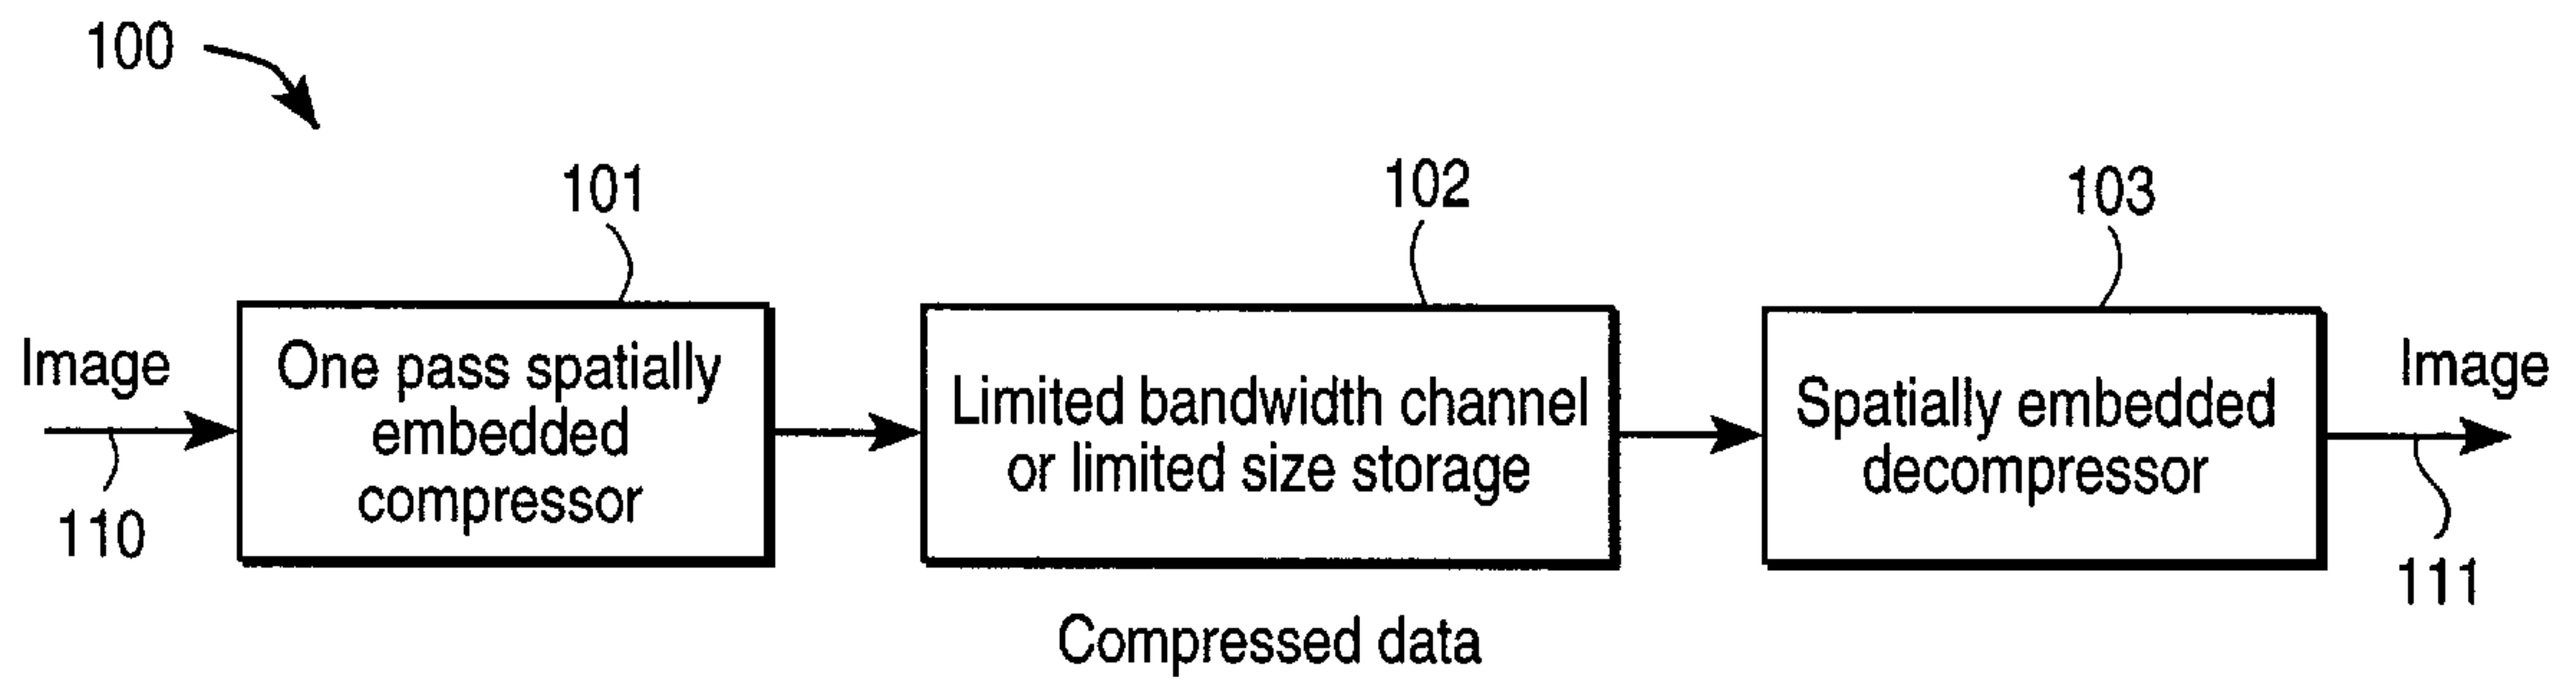 100
101
102
103
Image
One pass spatially
embedded
compressor
Limited bandwidth channel
or limited size storage
Spatially embedded
decompressor
Image
110
111
Compressed data